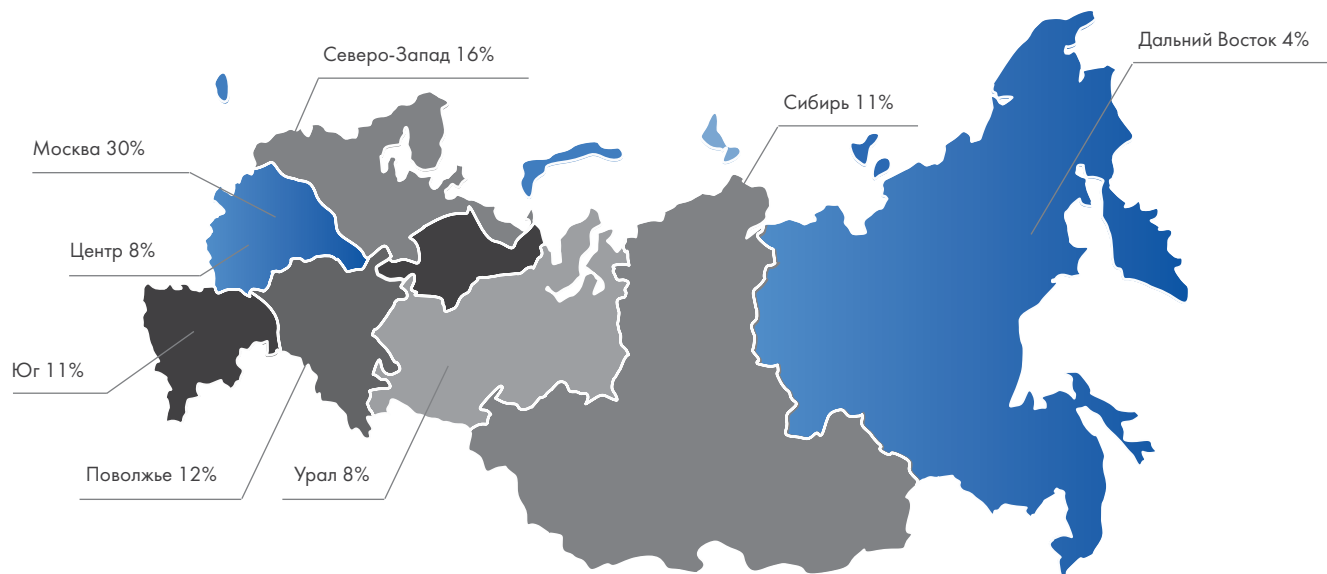 Северо-Запад 16%
Дальний Восток 4%
Сибирь 11%
Москва 30%
Центр 8%
Юг 11%
Поволжье 12%
Урал 8%